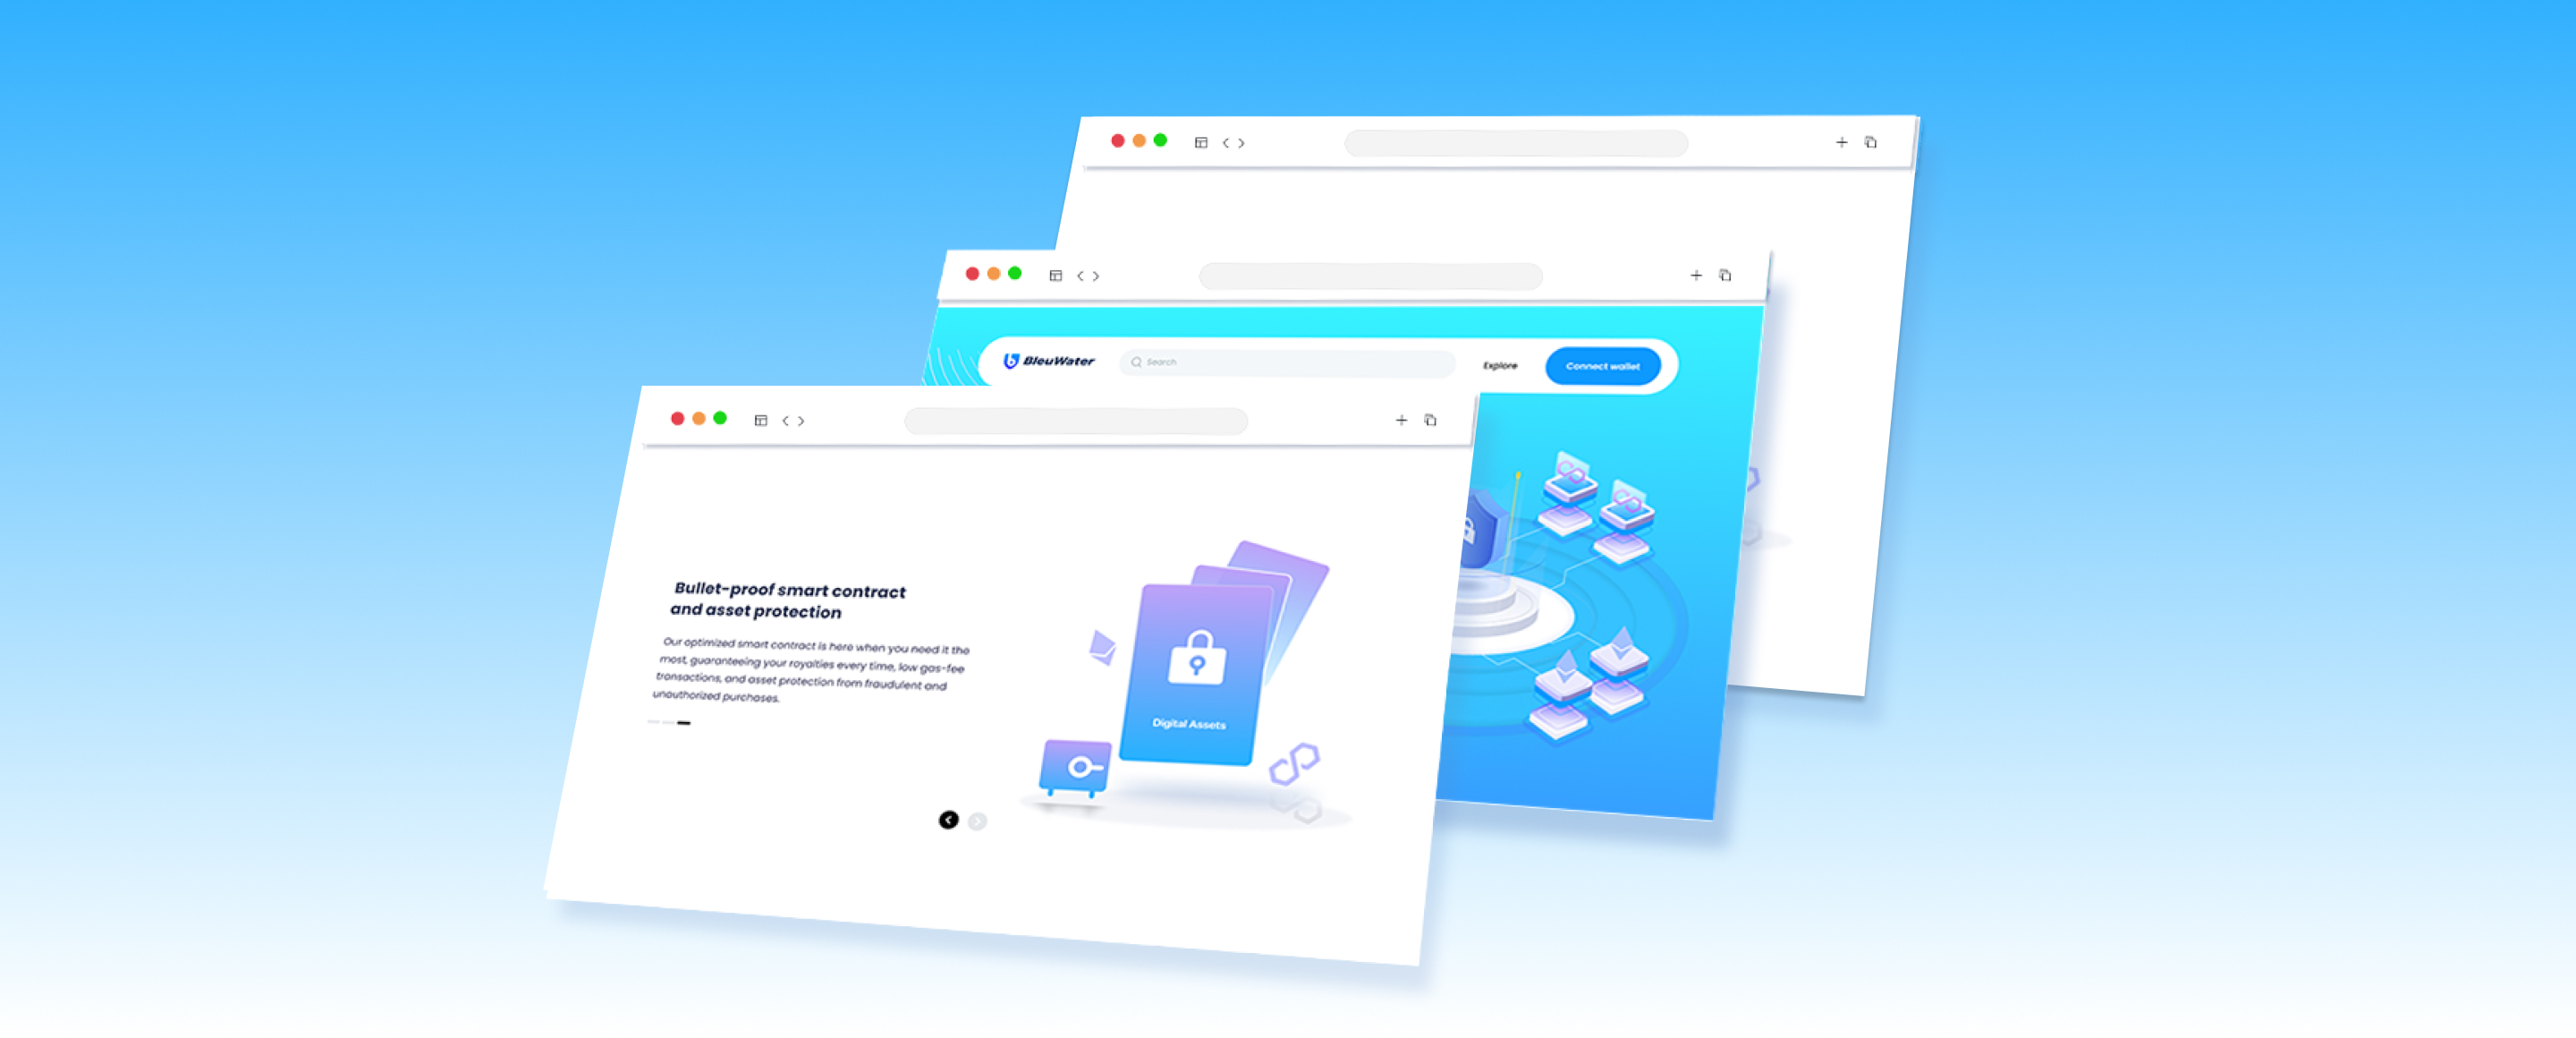 BleuWater
Search
Explore
Connect wallet
Bullet-proof smart contract
and asset protection
Our optimized smart contract is here when you need it the
most, guaranteeing your royalties every time, low gas-fee
transactions, and asset protection from fraudulent and
unauthorized purchases.
Digital Assets